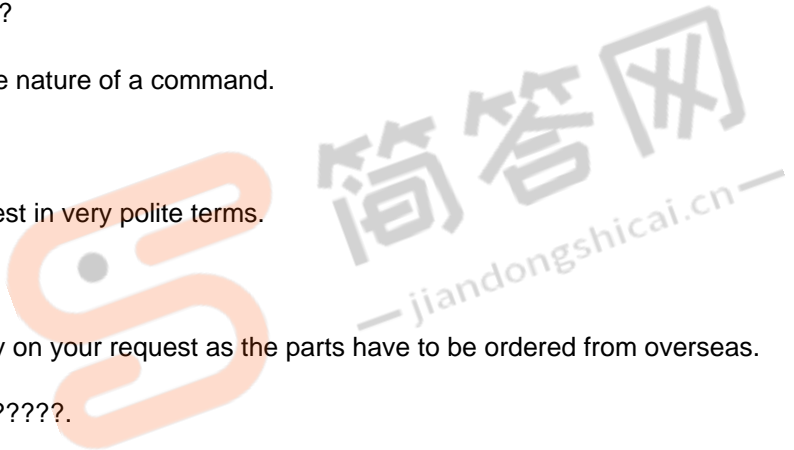 ?
e nature of a command.
est in very polite terms.
y on your request as the parts have to be ordered from overseas.
?????.
简答网
jiandongshicai.cn